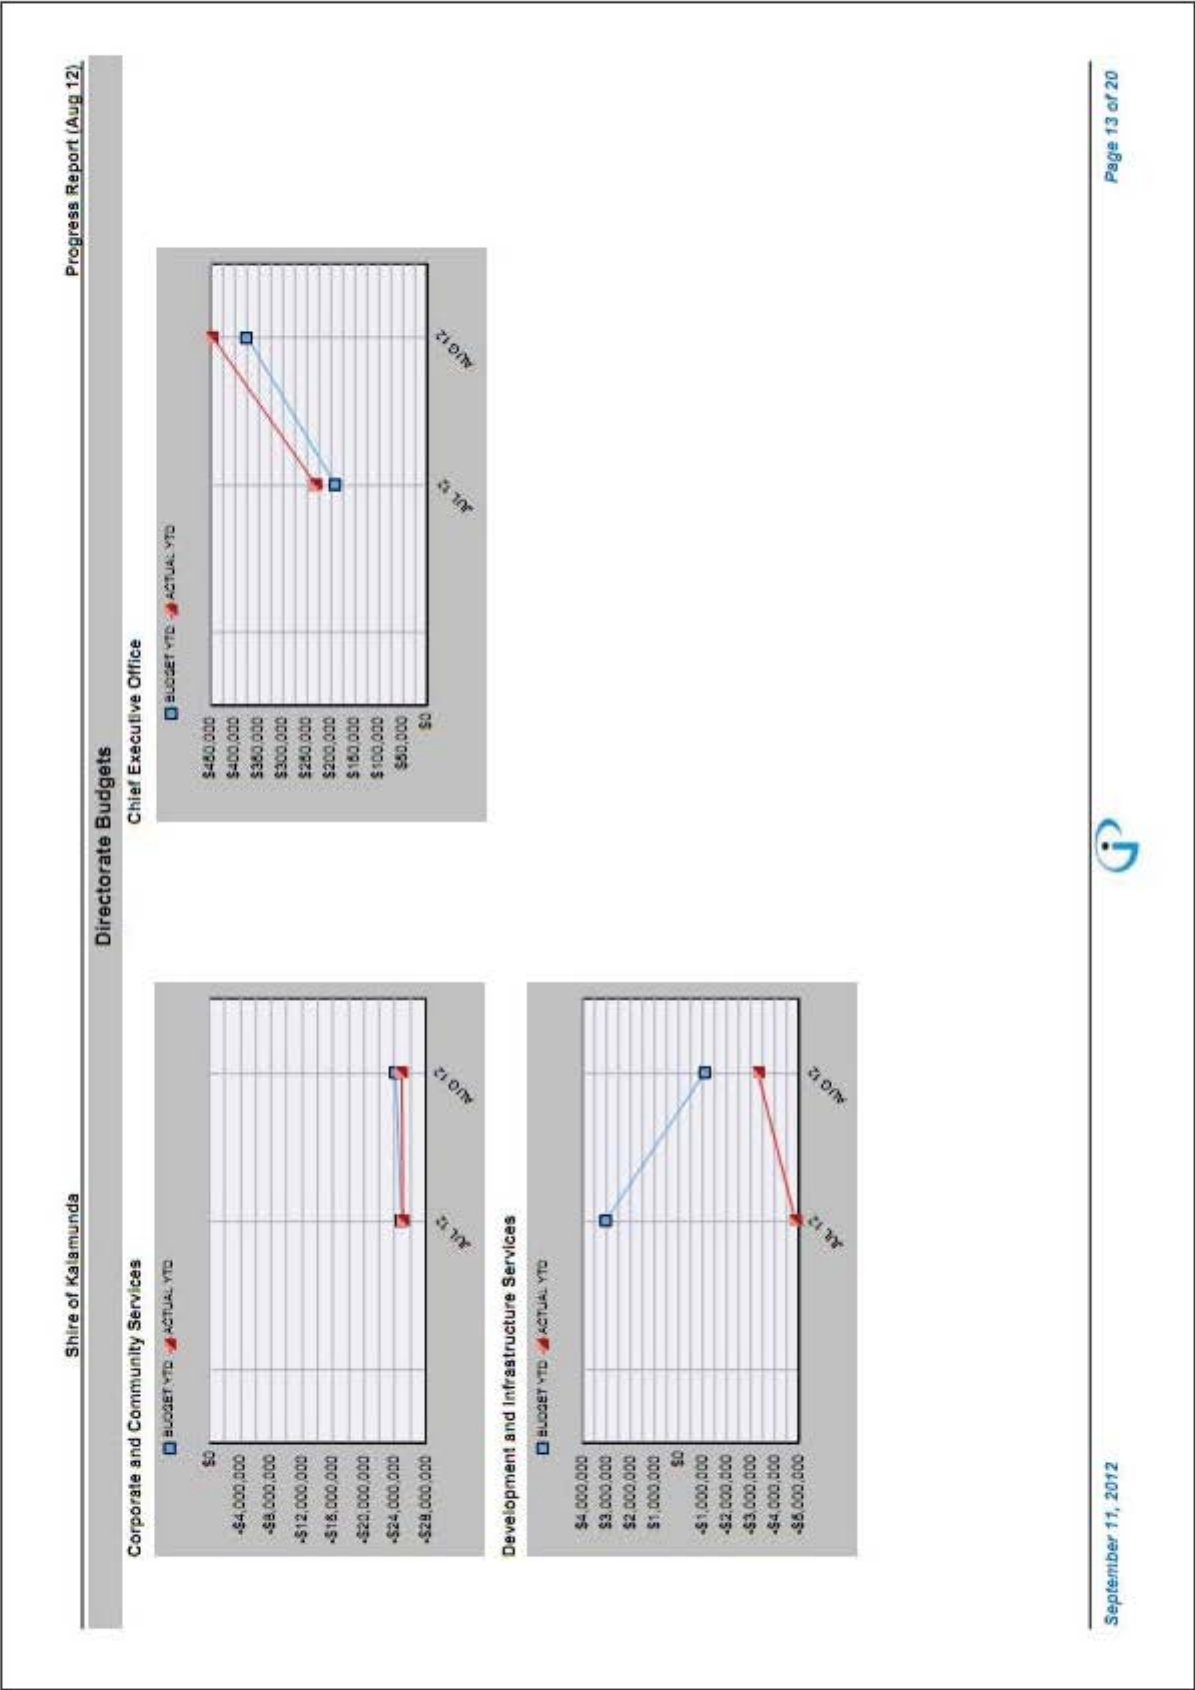 Shire of Kalamunda Progress Report (Aug 12)
Directorate Budgets
Corporate and Community Services
BUDGET YTD ACTUAL YTD
$0
-$4,000,000
-$8,000,000
-$12,000,000
-$16,000,000
-$20,000,000
-$24,000,000
-$28,000,000
JUL 12 AUG 12
Chief Executive Office
BUDGET YTD ACTUAL YTD
$450,000
$400,000
$350,000
$300,000
$250,000
$200,000
$150,000
$100,000
$50,000
$0
JUL 12 AUG 12
Development and Infrastructure Services
BUDGET YTD ACTUAL YTD
$4,000,000
$3,000,000
$2,000,000
$1,000,000
$0
-$1,000,000
-$2,000,000
-$3,000,000
-$4,000,000
-$5,000,000
JUL 12 AUG 12
September 11, 2012 Page 13 of 20